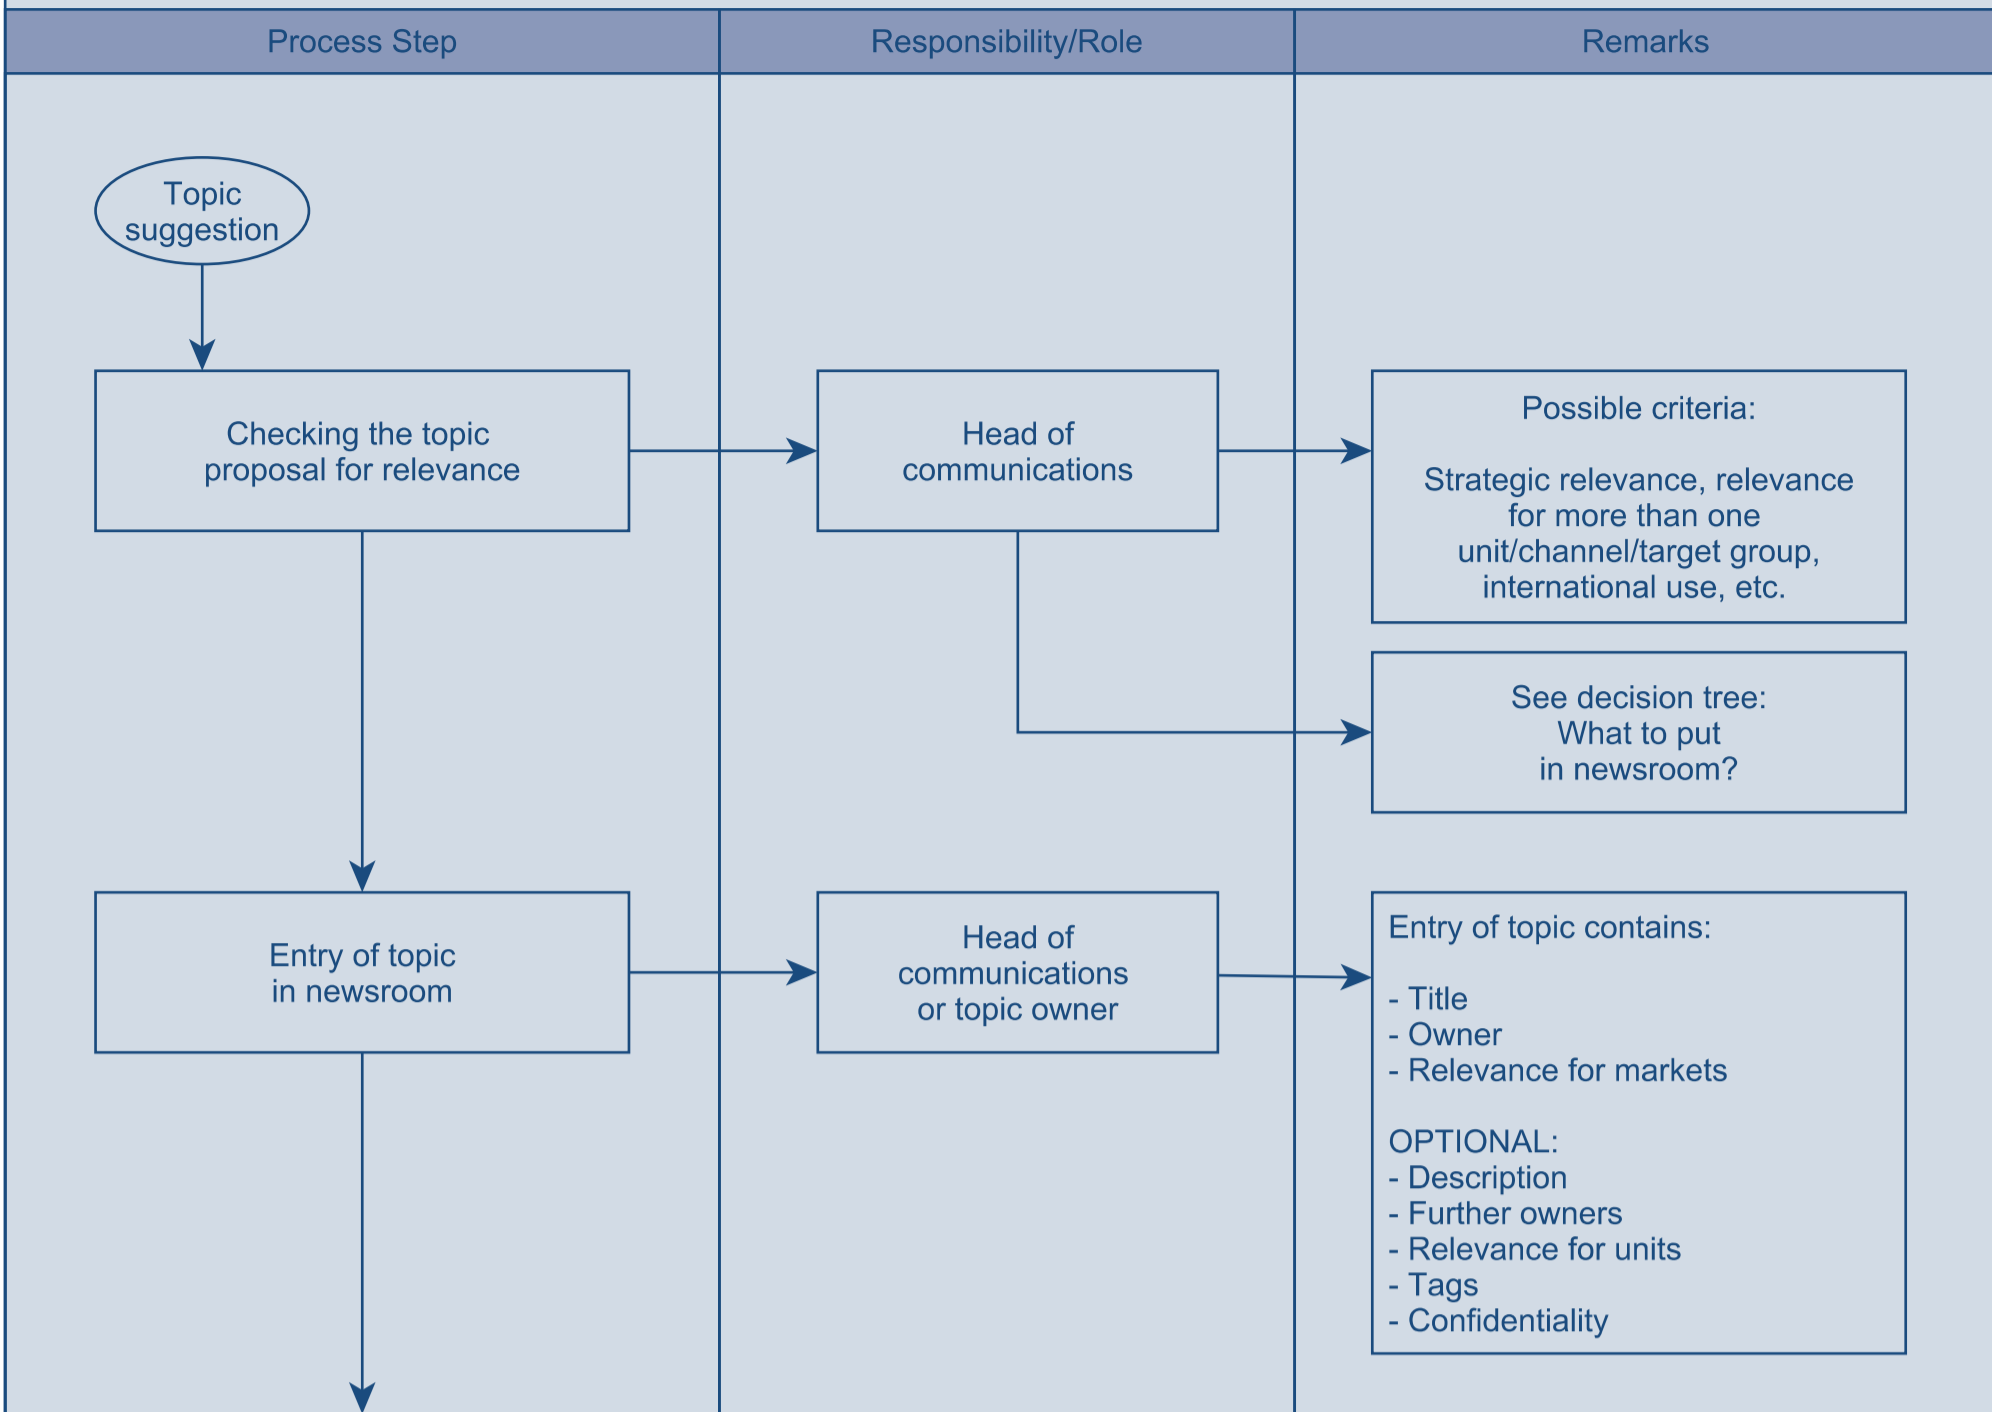 Process Step
Responsibility/Role
Remarks
Topic
suggestion
Checking the topic
proposal for relevance
Head of
communications
Possible criteria:
Strategic relevance, relevance
for more than one
unit/channel/target group,
international use, etc.
See decision tree:
What to put
in newsroom?
Entry of topic
in newsroom
Head of
communications
or topic owner
Entry of topic contains:
- Title
- Owner
- Relevance for markets
OPTIONAL:
- Description
- Further owners
- Relevance for units
- Tags
- Confidentiality